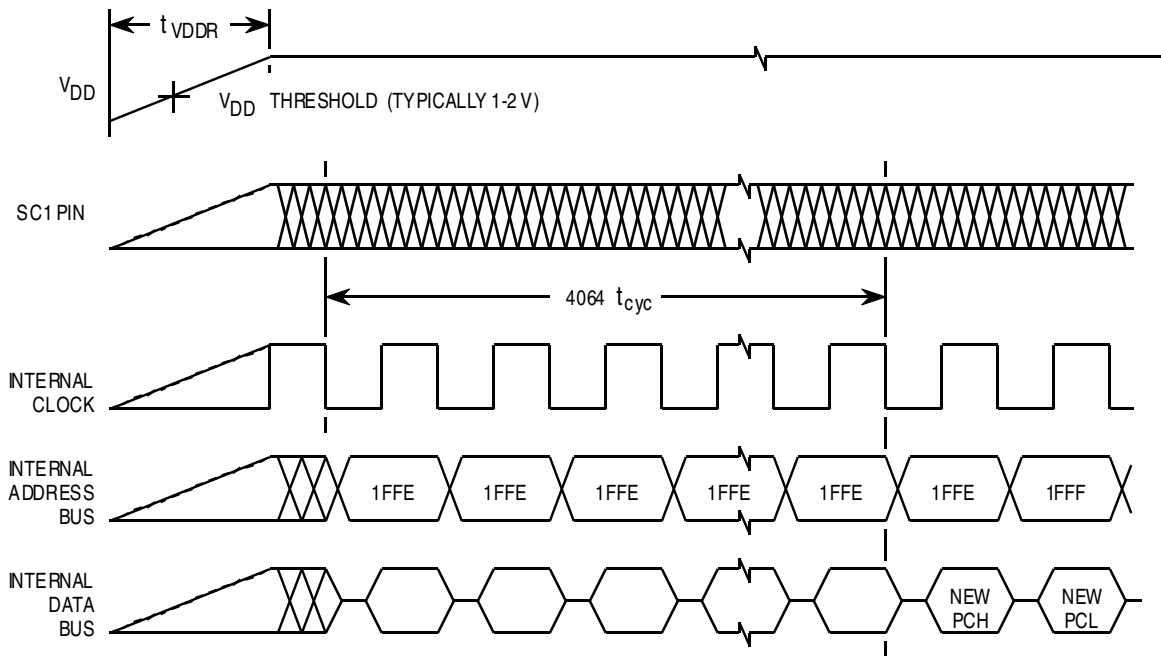 t VDDR
VDD
VDD THRESHOLD (TYPICALLY 1-2 V)
SC1 PIN
4064 tcyc
INTERNAL
CLOCK
INTERNAL
ADDRESS
BUS
1FFE 1FFE 1FFE 1FFE 1FFE 1FFE 1FFF
INTERNAL
DATA
BUS
NEW
PCH
NEW
PCL